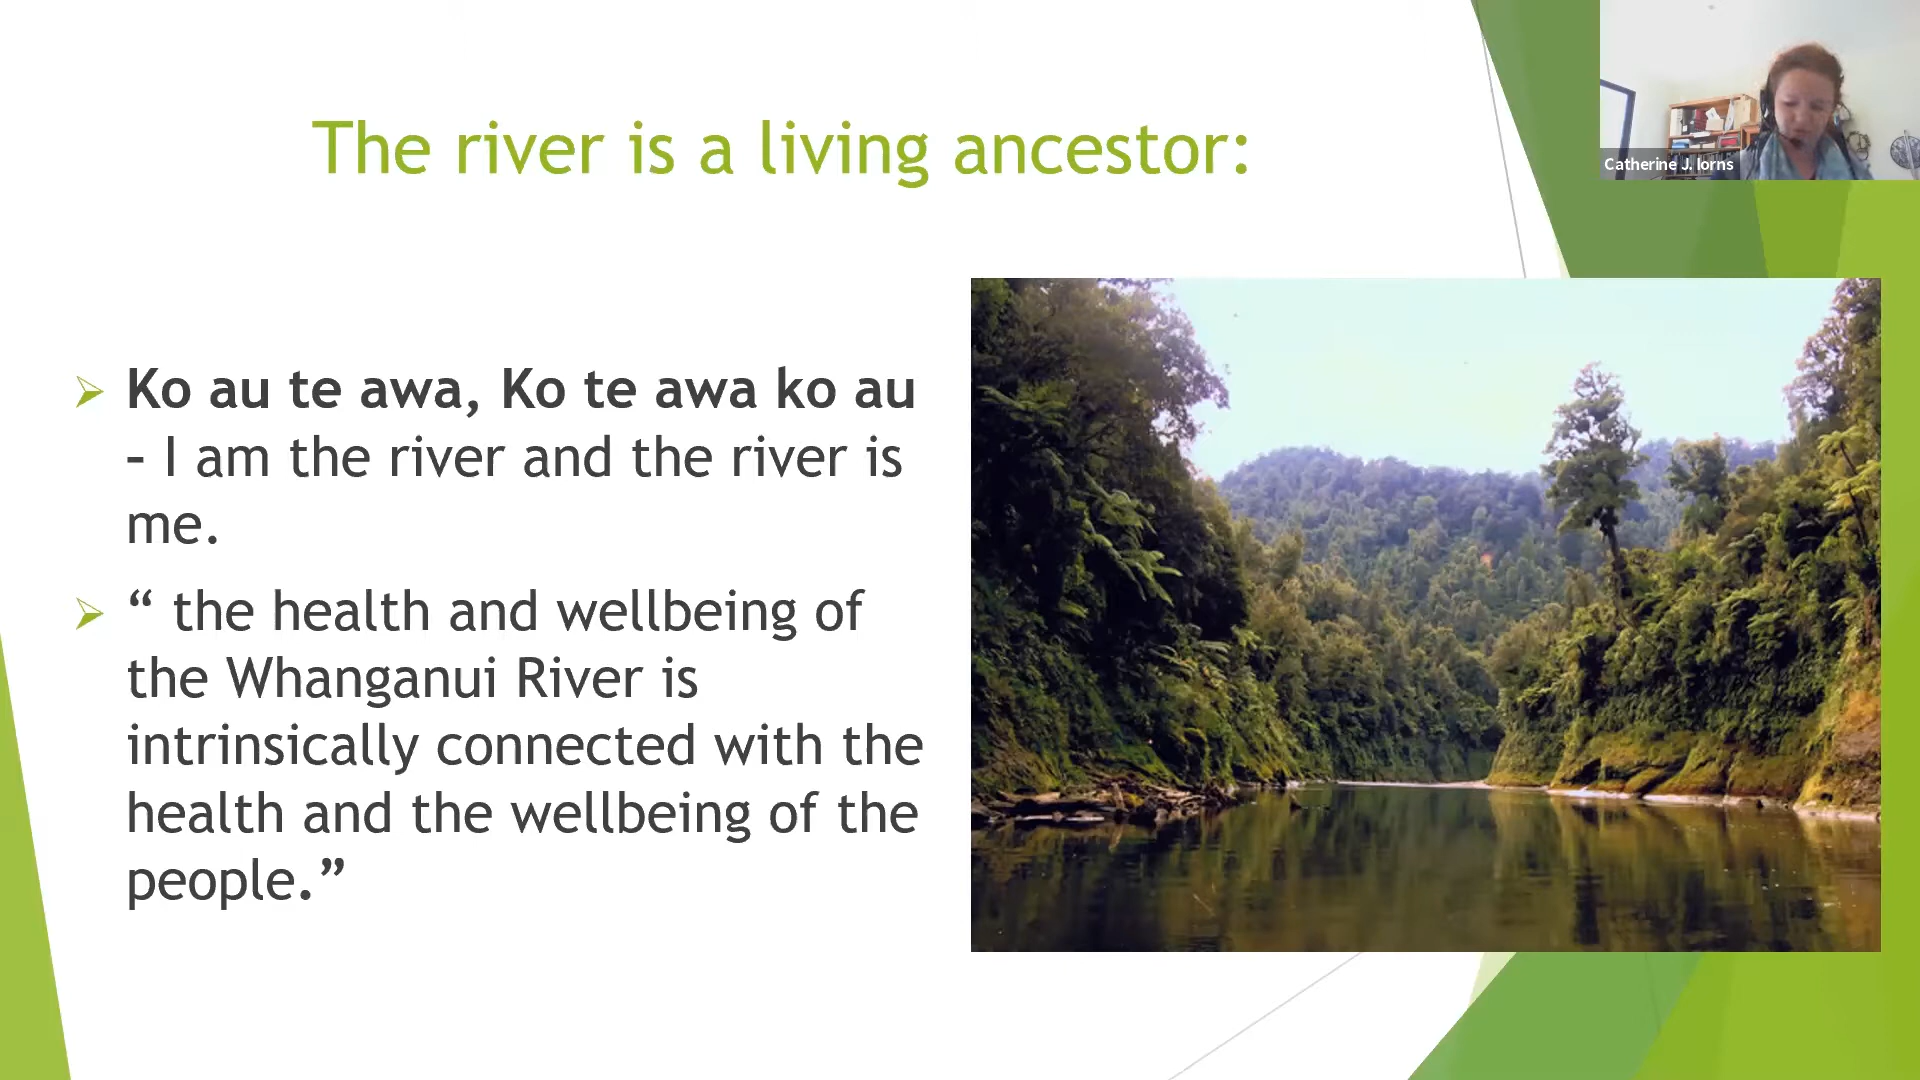 The river is a living ancestor:
Catherine J. Iorns
Ko au te awa, Ko te awa ko au
– I am the river and the river is
me.
“ the health and wellbeing of
the Whanganui River is
intrinsically connected with the
health and the wellbeing of the
people.”